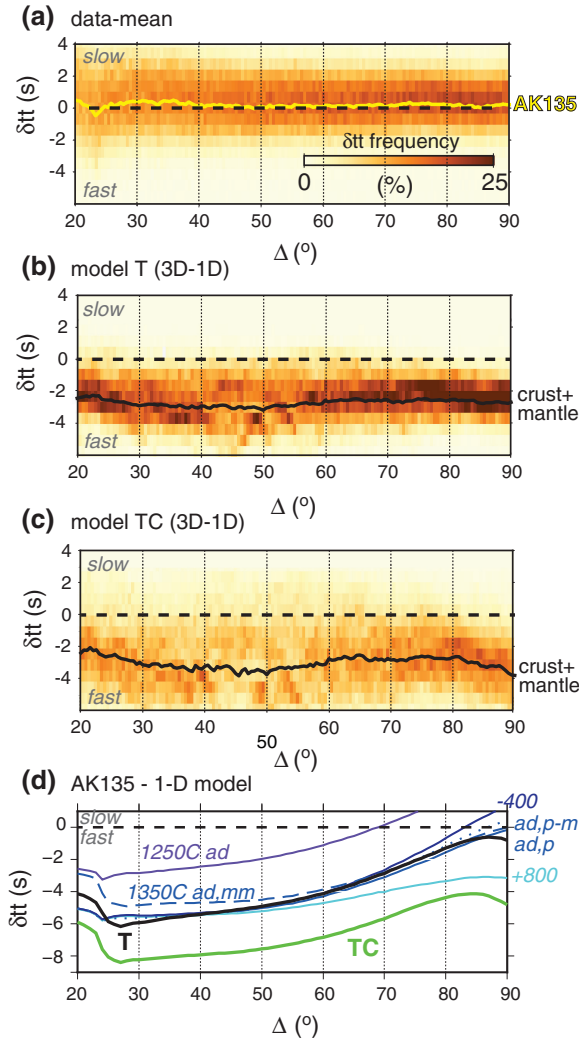 (a) data-mean
δtt (s)
4
2
0
-2
-4
slow
fast
AK135
δtt frequency
0 (%) 25
20 30 40 50 60 70 80 90
Δ (º)
(b) model T (3D-1D)
δtt (s)
4
2
0
-2
-4
slow
fast
crust+
mantle
20 30 40 50 60 70 80 90
Δ (º)
(c) model TC (3D-1D)
δtt (s)
4
2
0
-2
-4
slow
fast
crust+
mantle
20 30 40 50 60 70 80 90
Δ (º)
(d) AK135 - 1-D model
δtt (s)
0
-2
-4
-6
-8
slow
fast
1250C ad
1350C ad,mm
T
TC
-400
ad,p-m
ad,p
+800
20 30 40 50 60 70 80 90
Δ (º)